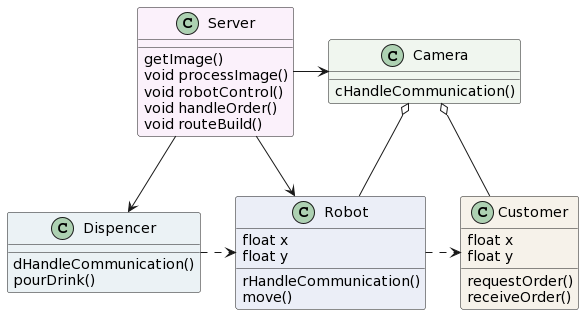 C Server
getImage()
void processImage()
void robotControl()
void handleOrder()
void routeBuild()
C Camera
cHandleCommunication()
C Dispencer
dHandleCommunication()
pourDrink()
C Robot
float x
float y
rHandleCommunication()
move()
C Customer
float x
float y
requestOrder()
receiveOrder()